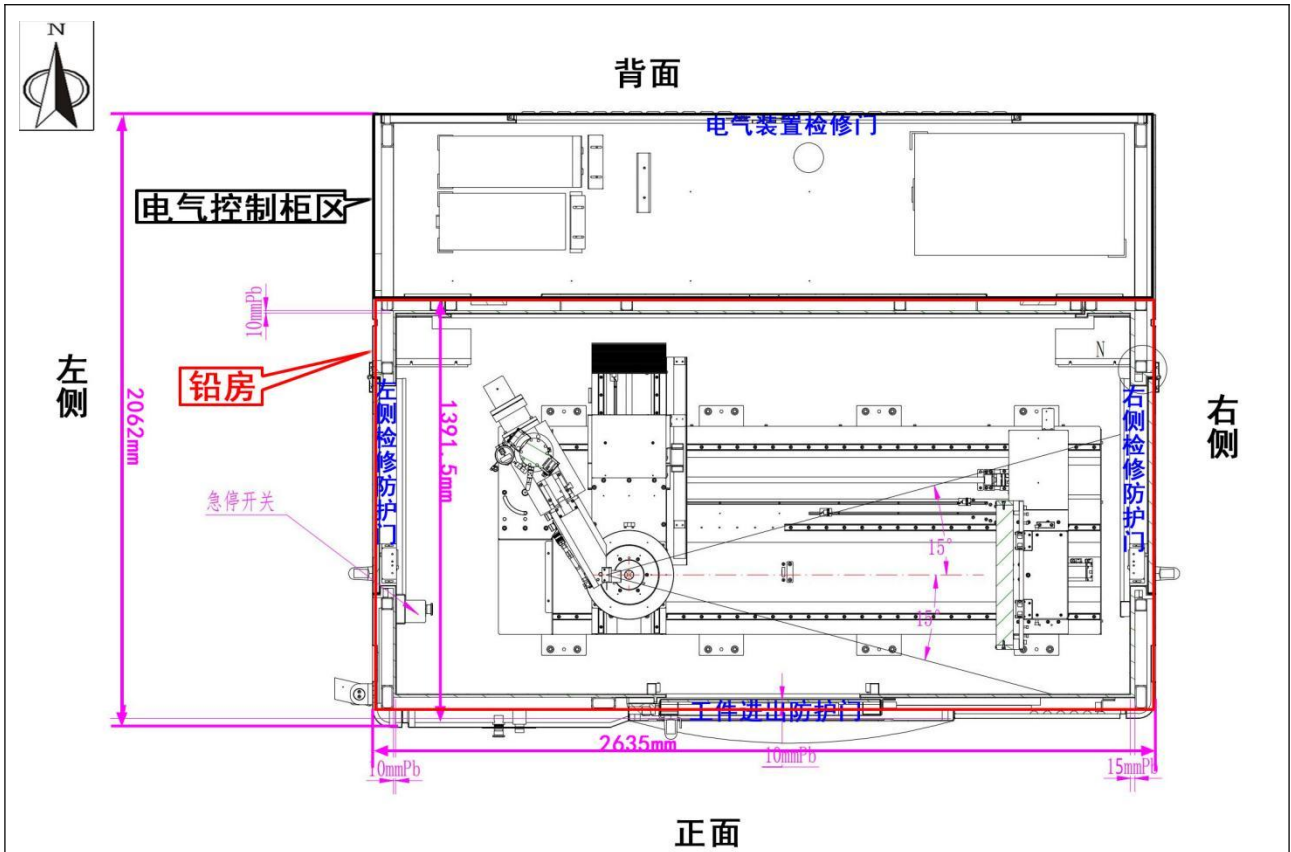 N
背面
电气装置检修门
电气控制柜区
10mmPb
铅房
左侧
2062mm
左侧检修防护门
1391.5mm
N
右侧检修防护门
右侧
急停开关
15°
15°
工件进出防护门
2635mm
10mmPb
10mmPb
15mmPb
正面